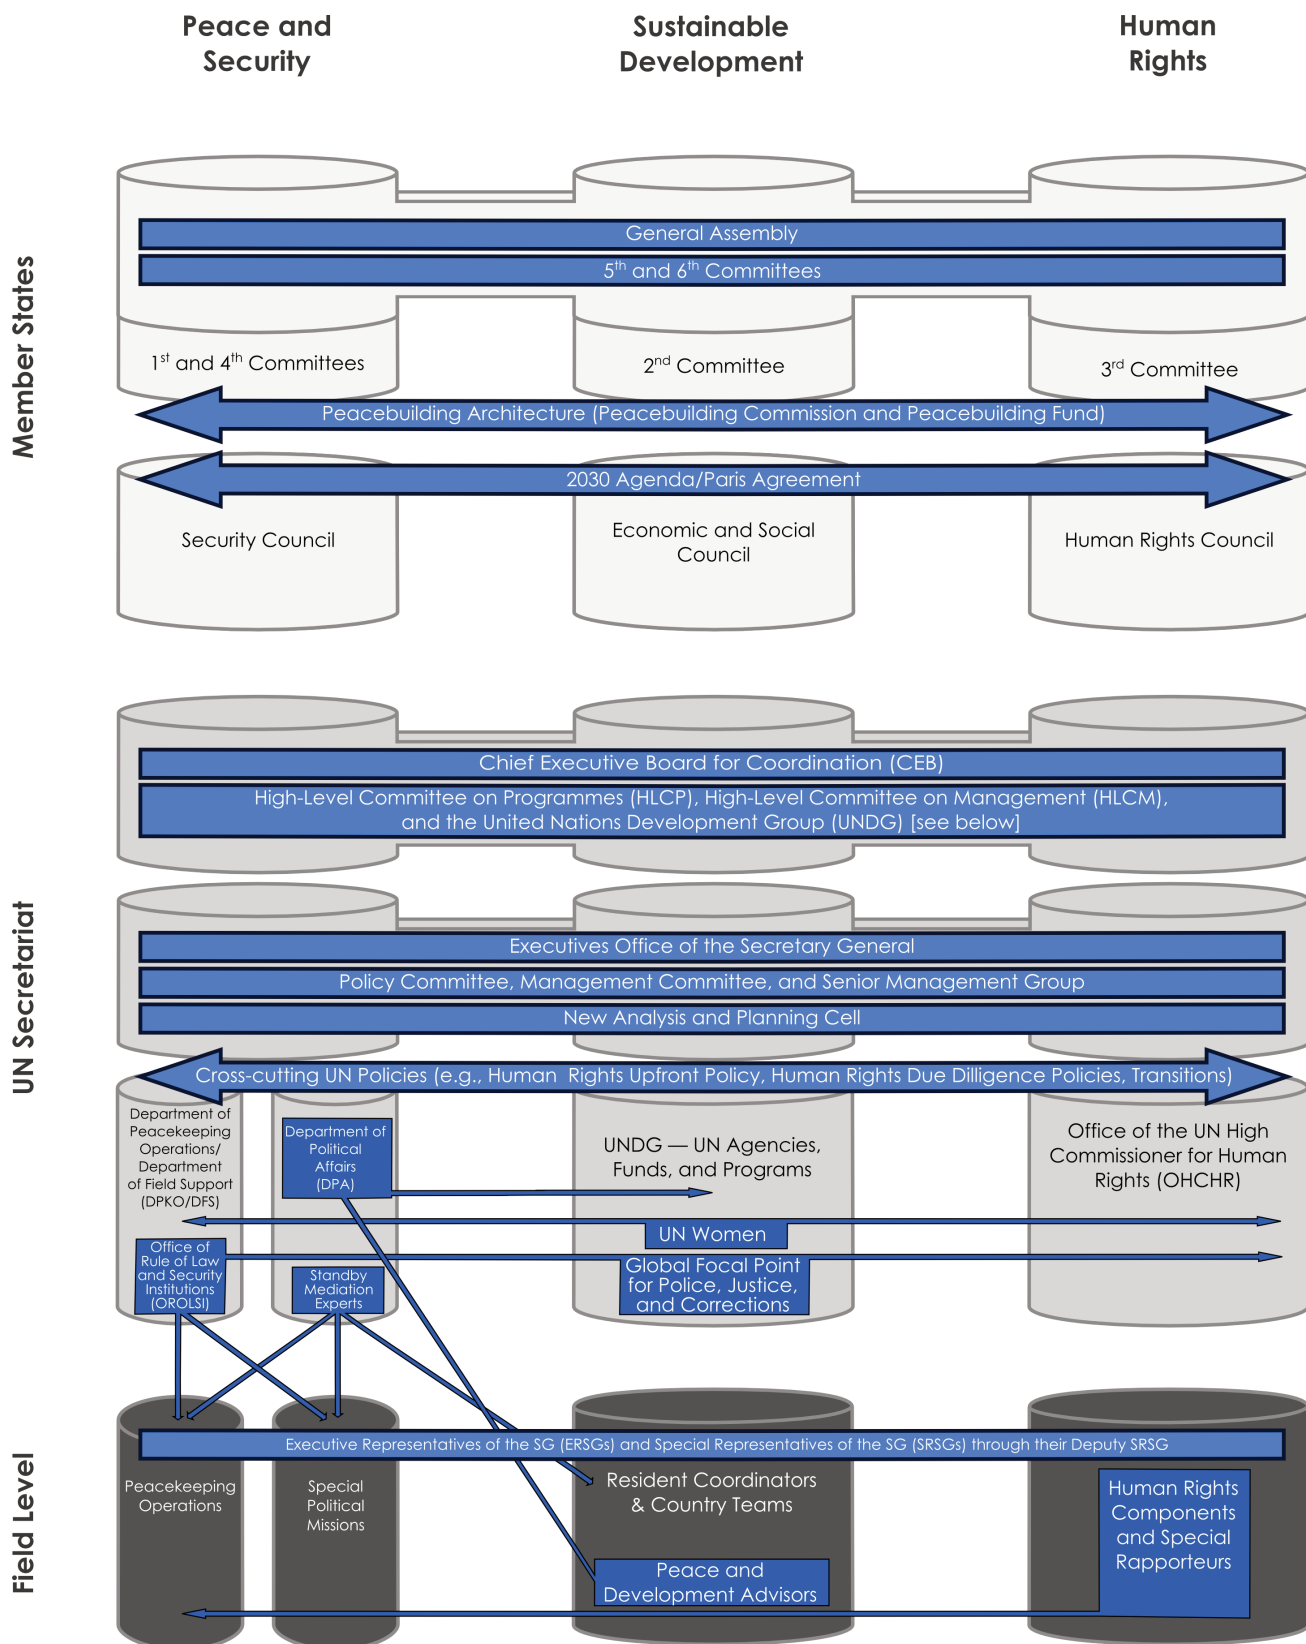 Peace and
Security
Sustainable
Development
Human
Rights
Member States
General Assembly
5th and 6th Committees
1st and 4th Committees
2nd Committee
3rd Committee
Peacebuilding Architecture (Peacebuilding Commission and Peacebuilding Fund)
2030 Agenda/Paris Agreement
Security Council
Economic and Social
Council
Human Rights Council
UN Secretariat
Chief Executive Board for Coordination (CEB)
High-Level Committee on Programmes (HLCP), High-Level Committee on Management (HLCM),
and the United Nations Development Group (UNDG) [see below]
Executives Office of the Secretary General
Policy Committee, Management Committee, and Senior Management Group
New Analysis and Planning Cell
Cross-cutting UN Policies (e.g., Human Rights Upfront Policy, Human Rights Due Dilligence Policies, Transitions)
Department of
Peacekeeping
Operations/
Department
of Field Support
(DPKO/DFS)
Department of
Political
Affairs
(DPA)
UNDG — UN Agencies,
Funds, and Programs
Office of the UN High
Commissioner for Human
Rights (OHCHR)
UN Women
Office of
Rule of Law
and Security
Institutions
(OROLSI)
Standby
Mediation
Experts
Global Focal Point
for Police, Justice,
and Corrections
Field Level
Executive Representatives of the SG (ERSGs) and Special Representatives of the SG (SRSGs) through their Deputy SRSG
Peacekeeping
Operations
Special
Political
Missions
Resident Coordinators
& Country Teams
Human Rights
Components
and Special
Rapporteurs
Peace and
Development Advisors